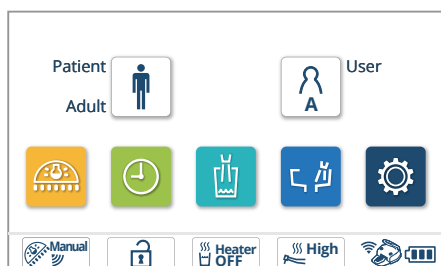 Patient
User
Adult
A
Manual
Heater
OFF
High